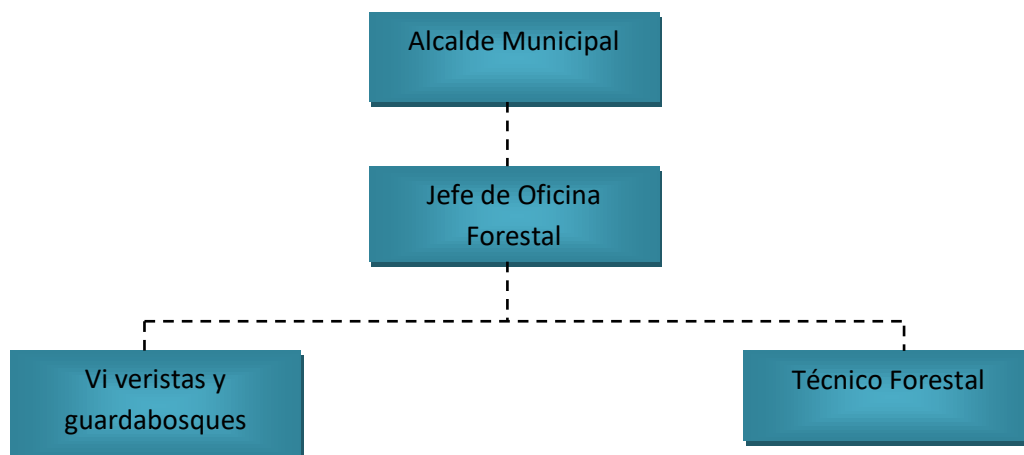 Alcalde Municipal
Jefe de Oficina
Forestal
Vi veristas y
guardabosques
Técnico Forestal